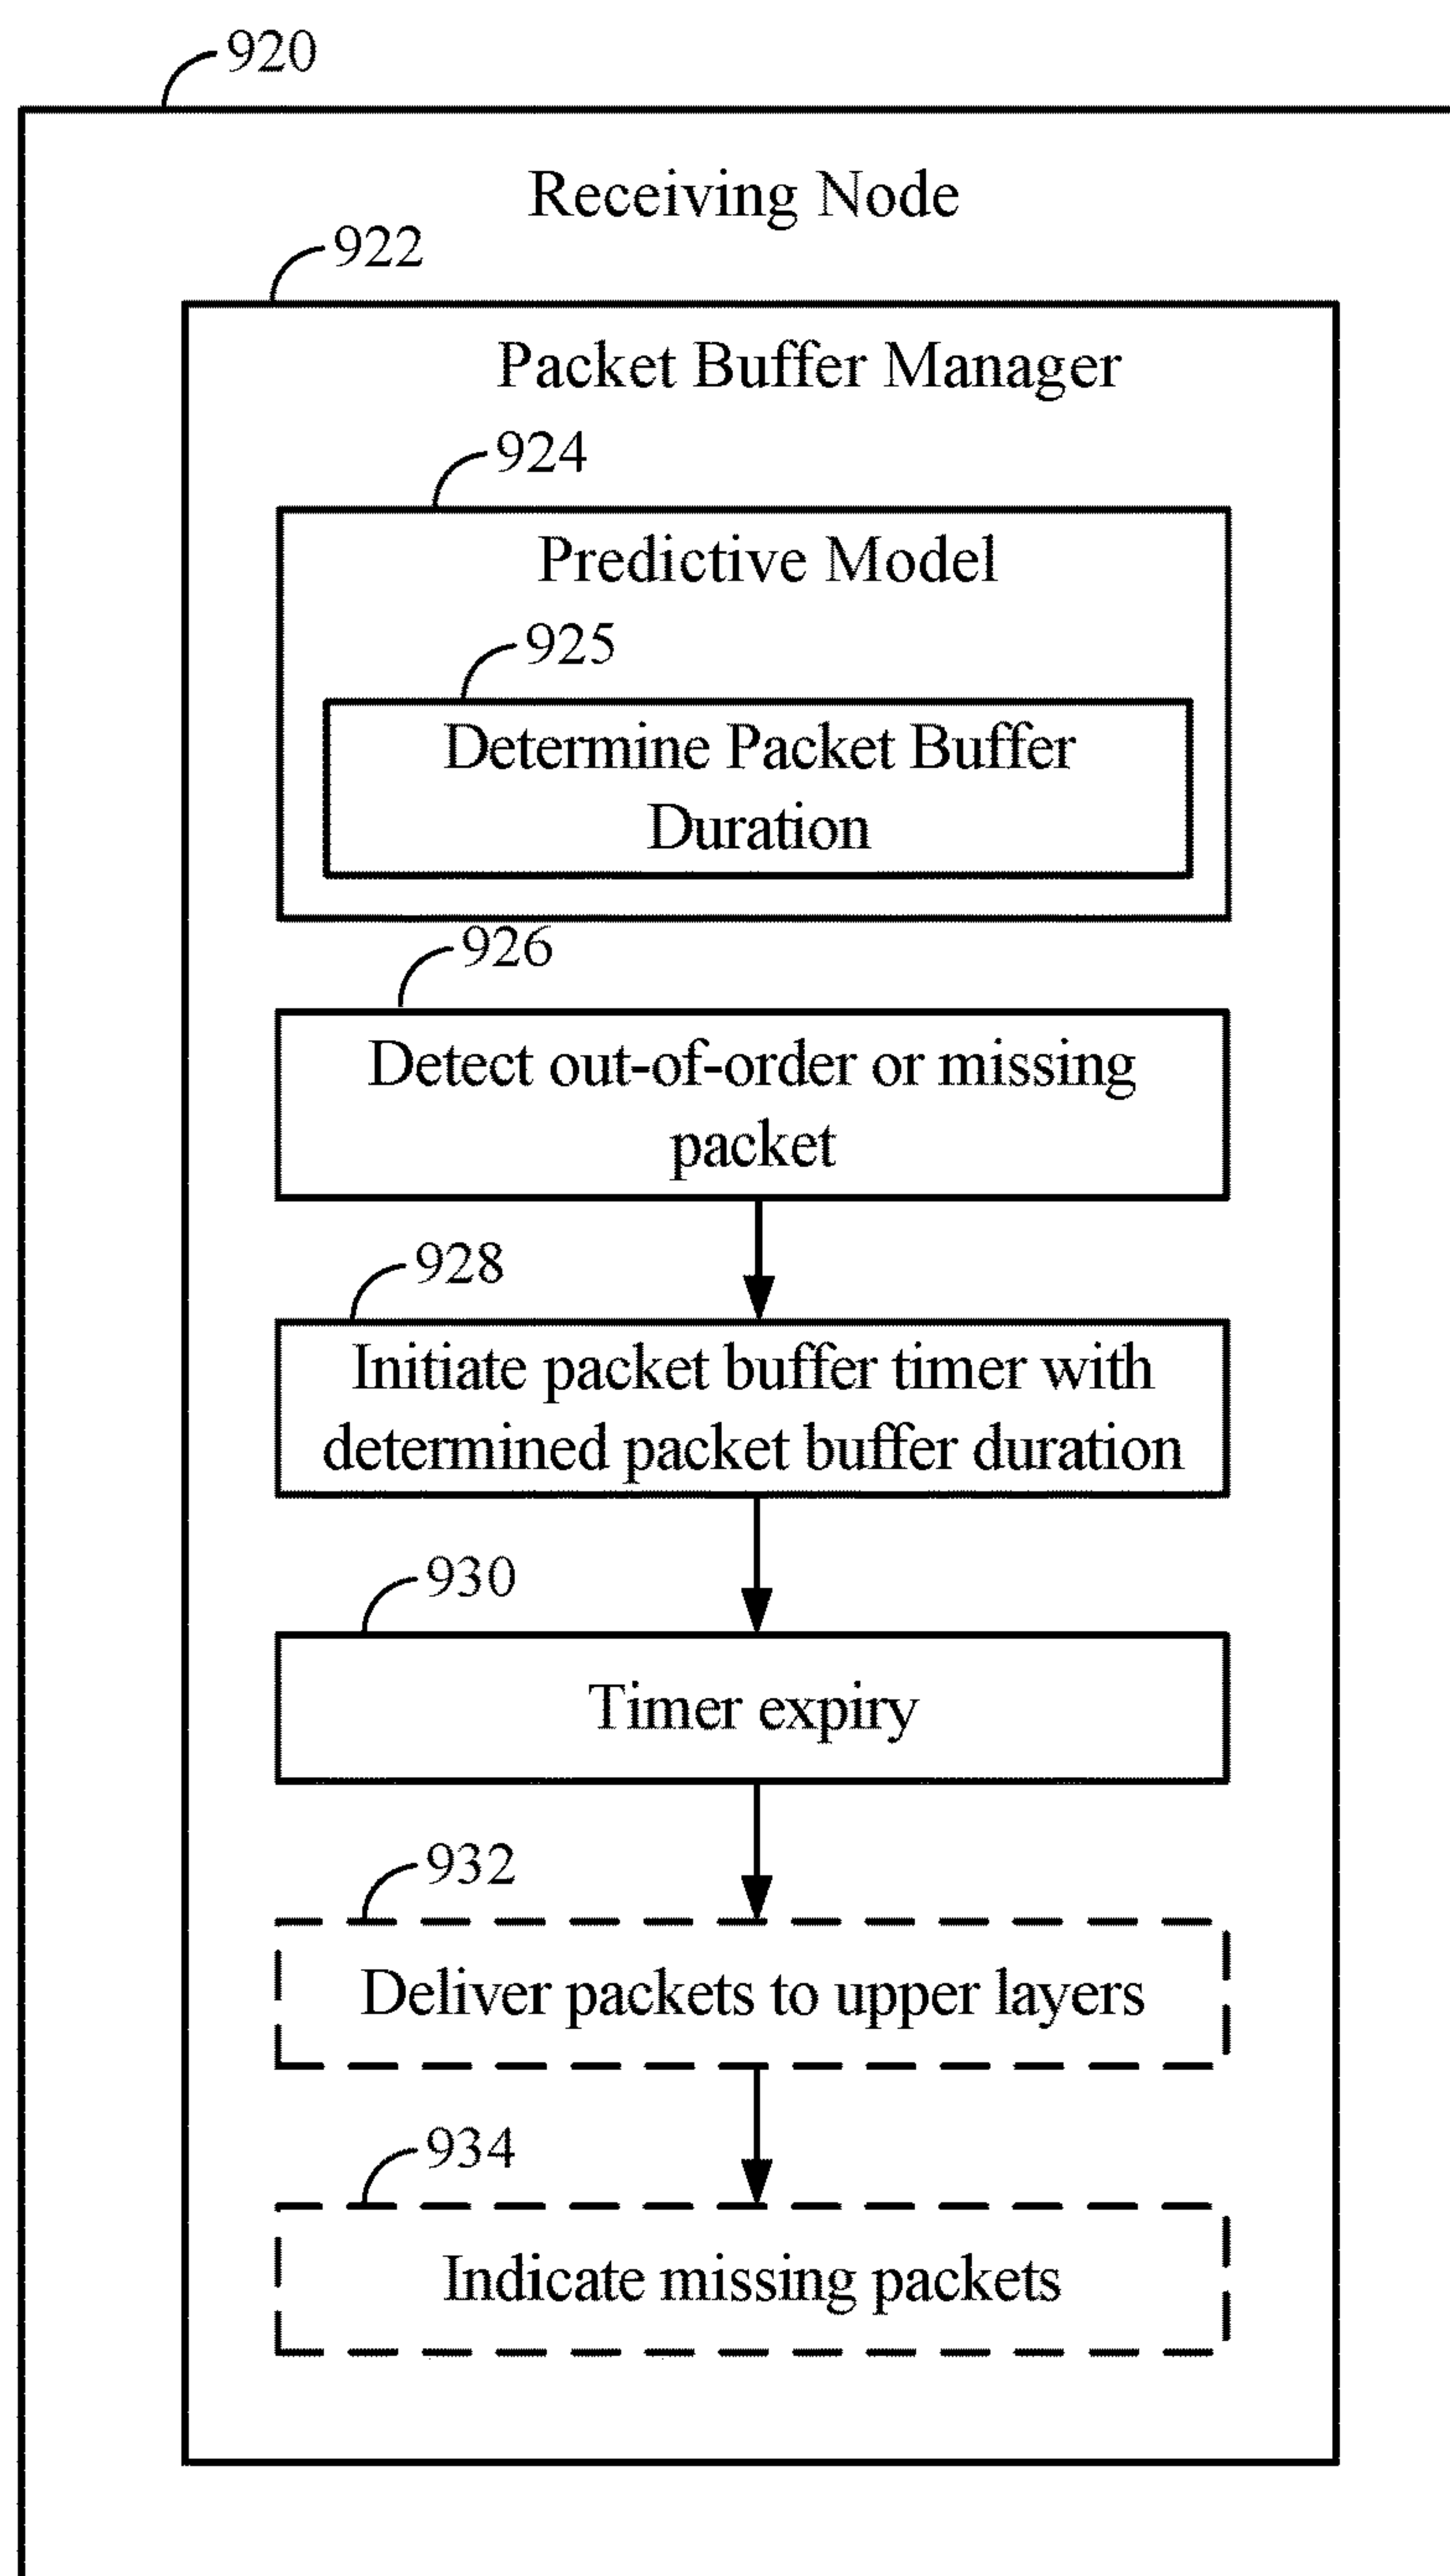 920
Receiving Node
922
Packet Buffer Manager
924
Predictive Model
925
Determine Packet Buffer
Duration
926
Detect out-of-order or missing
packet
928
Initiate packet buffer timer with
determined packet buffer duration
930
Timer expiry
932
Deliver packets to upper layers
934
Indicate missing packets